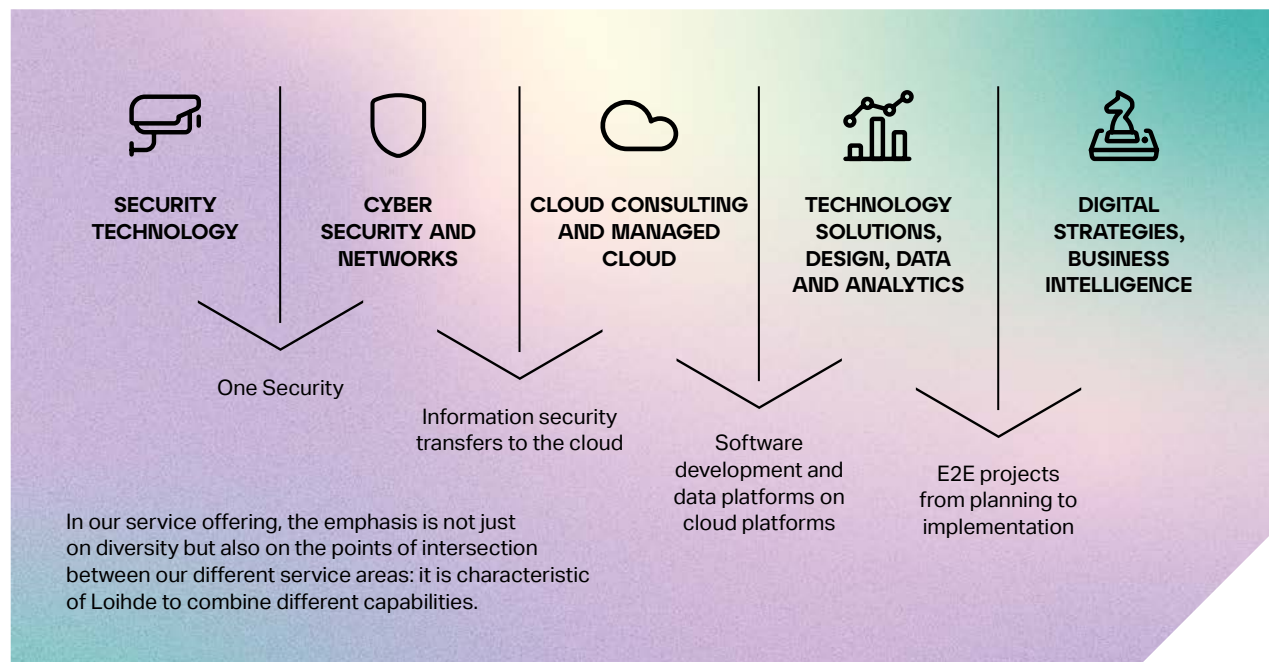 SECURITY
TECHNOLOGY
CYBER
SECURITY AND
NETWORKS
CLOUD CONSULTING
AND MANAGED
CLOUD
TECHNOLOGY
SOLUTIONS,
DESIGN, DATA
AND ANALYTICS
DIGITAL
STRATEGIES,
BUSINESS
INTELLIGENCE
One Security
Information security
transfers to the cloud
Software
development and
data platforms on
cloud platforms
E2E projects
from planning to
implementation
In our service offering, the emphasis is not just
on diversity but also on the points of intersection
between our different service areas: it is characteristic
of Loihde to combine different capabilities.